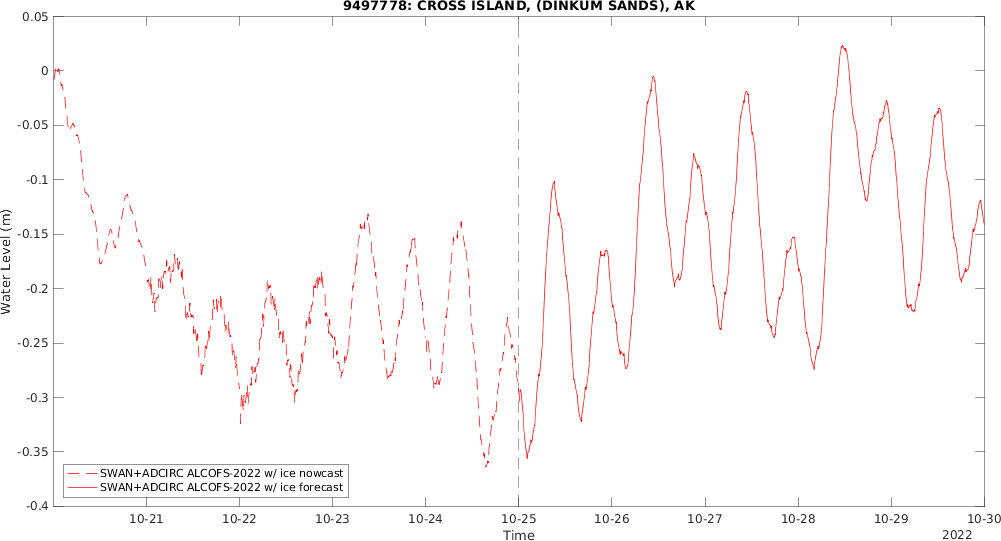 9497778: CROSS ISLAND, (DINKUM SANDS), AK
0.05
0
-0.05
-0.1
-0.15
-0.2
-0.25
-0.3
-0.35
-0.4
Water Level (m)
SWAN+ADCIRC ALCOFS-2022 w/ ice nowcast
SWAN+ADCIRC ALCOFS-2022 w/ ice forecast
10-21 10-22 10-23 10-24 10-25 10-26 10-27 10-28 10-29 10-30
Time
2022